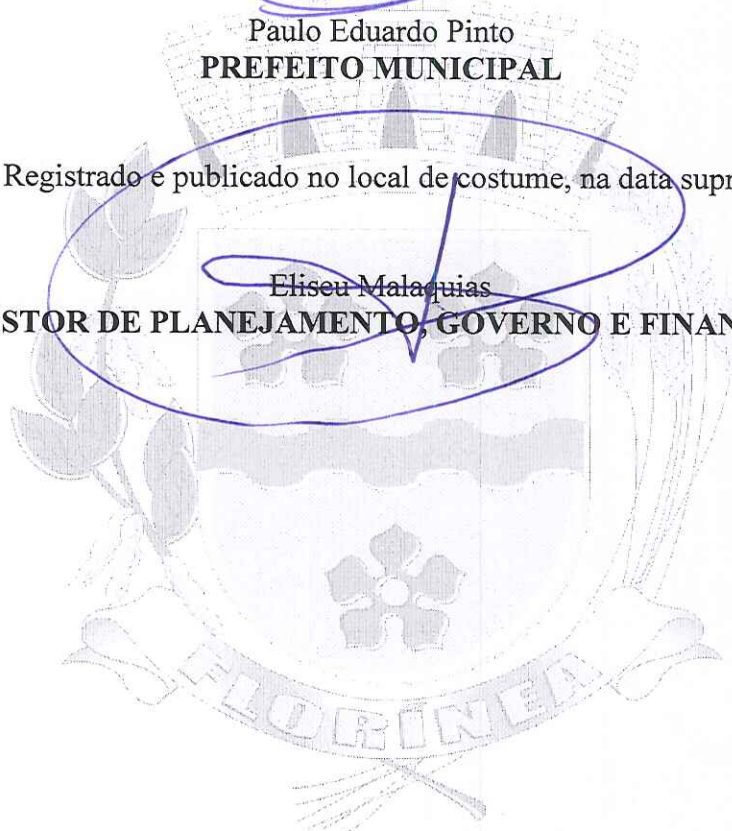 Paulo Eduardo Pinto
PREFEITO MUNICIPAL
Registrado e publicado no local de costume, na data supr
Eliseu Malaquias
STOR DE PLANEJAMENTO, GOVERNO E FINAN
FLORÍNEA